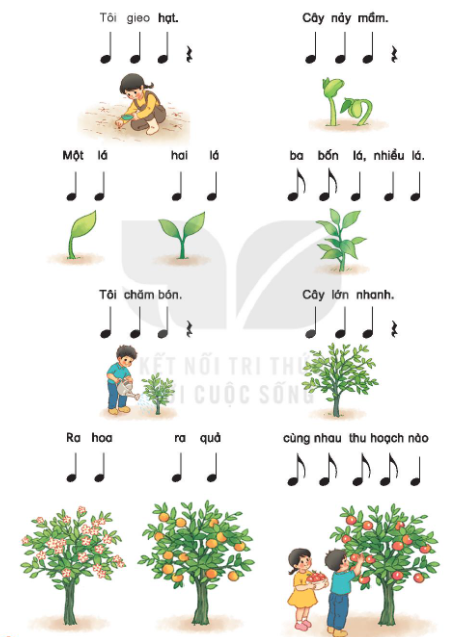 Tôi gieo hạt. Cây nảy mầm.
Một lá hai lá ba bốn lá, nhiều lá.
Tôi chăm bón. Cây lớn nhanh.
KẾT NỐI TRI THỨ
I CUỘC SỐNG
Ra hoa ra quả cùng nhau thu hoạch nào